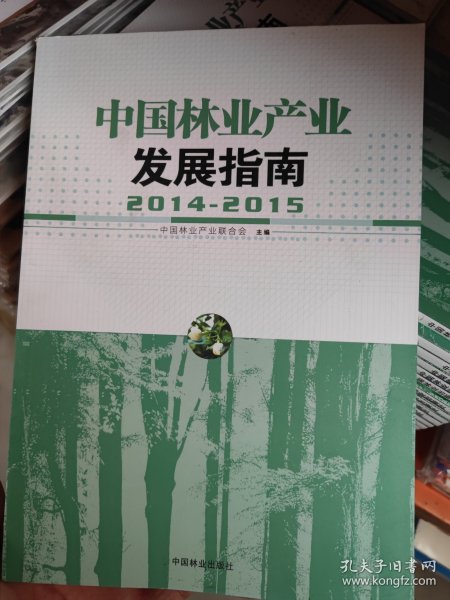 中国林业产业
发展指南
2014-2015
中国林业产业联合会 主编
中国林业出版社
孔夫子旧书网
www.kongfz.com